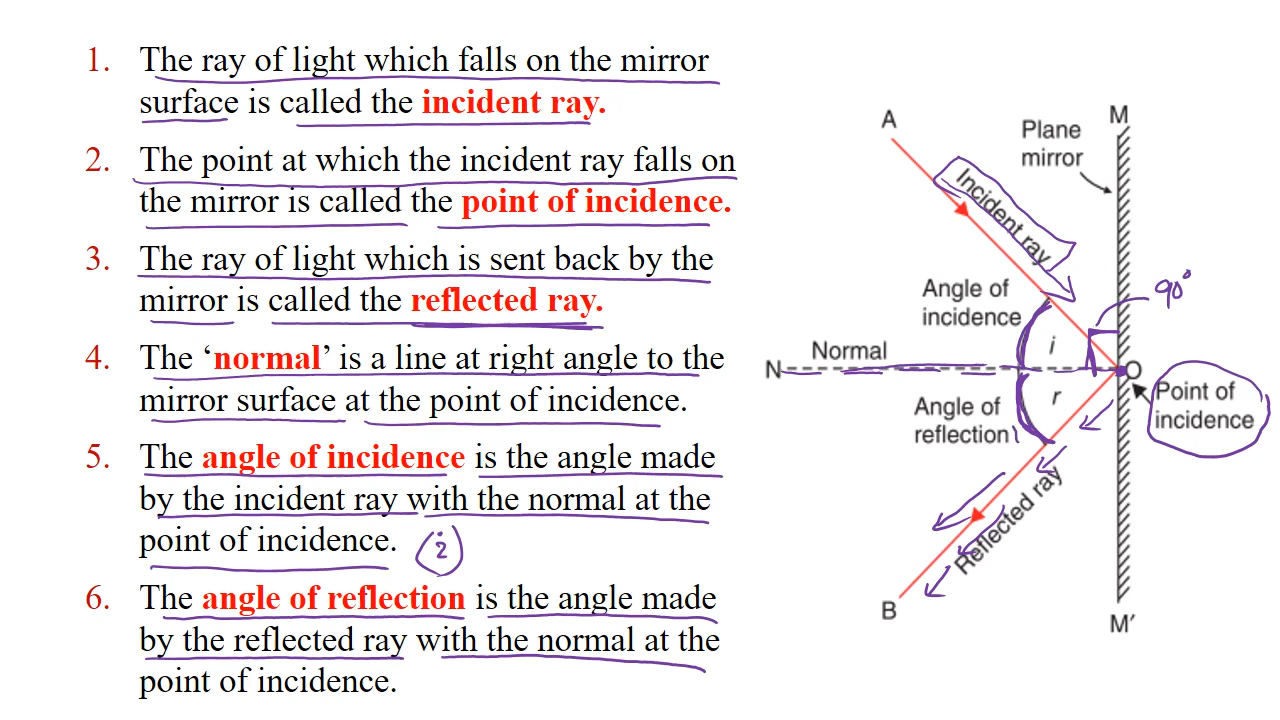 1. The ray of light which falls on the mirror
surface is called the incident ray.
2. The point at which the incident ray falls on
the mirror is called the point of incidence.
3. The ray of light which is sent back by the
mirror is called the reflected ray.
4. The ‘normal’ is a line at right angle to the
mirror surface at the point of incidence.
5. The angle of incidence is the angle made
by the incident ray with the normal at the
point of incidence.
i
6. The angle of reflection is the angle made
by the reflected ray with the normal at the
point of incidence.
A
M
Plane
mirror
Incident ray
90°
Angle of
incidence
i
Normal
N
O
r
Point of
incidence
Angle of
reflection
Reflected ray
B
M′